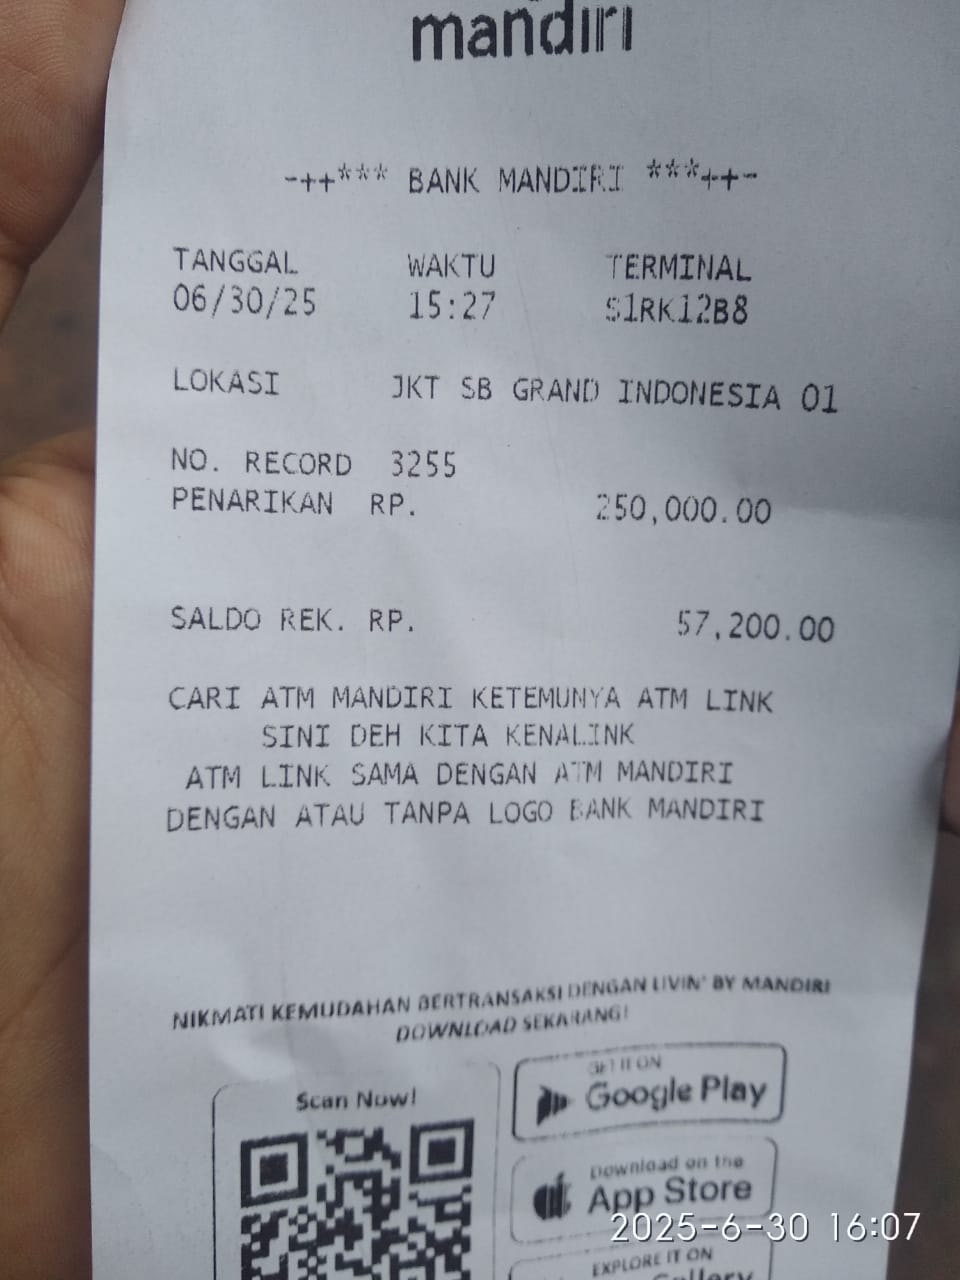 mandiri
-++*** BANK MANDIRI ***++-
TANGGAL WAKTU TERMINAL
06/30/25 15:27 S1RK12B8
LOKASI JKT SB GRAND INDONESIA 01
NO. RECORD 3255
PENARIKAN RP. 250,000.00
SALDO REK. RP. 57,200.00
CARI ATM MANDIRI KETEMUNYA ATM LINK
SINI DEH KITA KENALINK
ATM LINK SAMA DENGAN ATM MANDIRI
DENGAN ATAU TANPA LOGO BANK MANDIRI
NIKMATI KEMUDAHAN BERTRANSAKSI DENGAN LIVIN' BY MANDIRI
DOWNLOAD SEKARANG!
Scan Now!
GET IT ON
Google Play
Download on the
App Store
EXPLORE IT ON
2025-6-30 16:07